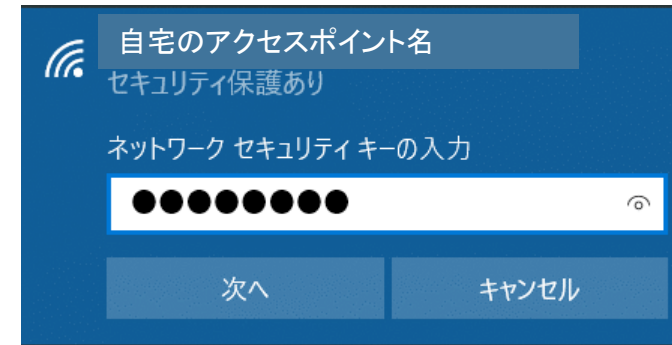 自宅のアクセスポイント名
セキュリティ保護あり
ネットワーク セキュリティ キーの入力
●●●●●●●●
次へ
キャンセル